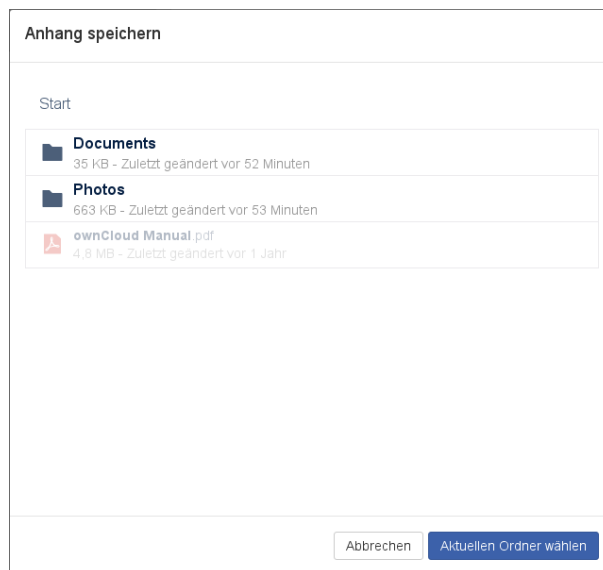 Anhang speichern
Start
Documents
35 KB - Zuletzt geändert vor 52 Minuten
Photos
663 KB - Zuletzt geändert vor 53 Minuten
ownCloud Manual.pdf
4,8 MB - Zuletzt geändert vor 1 Jahr
Abbrechen Aktuellen Ordner wählen